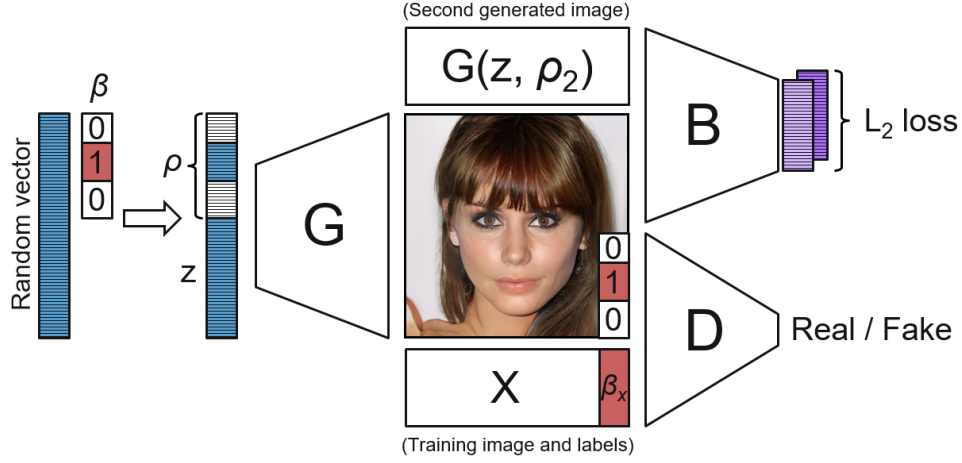 (Second generated image)
G(z, ρ₂)
β
0
1
0
Random vector
ρ
z
G
0
1
0
B
L₂ loss
D
Real / Fake
X
βₓ
(Training image and labels)